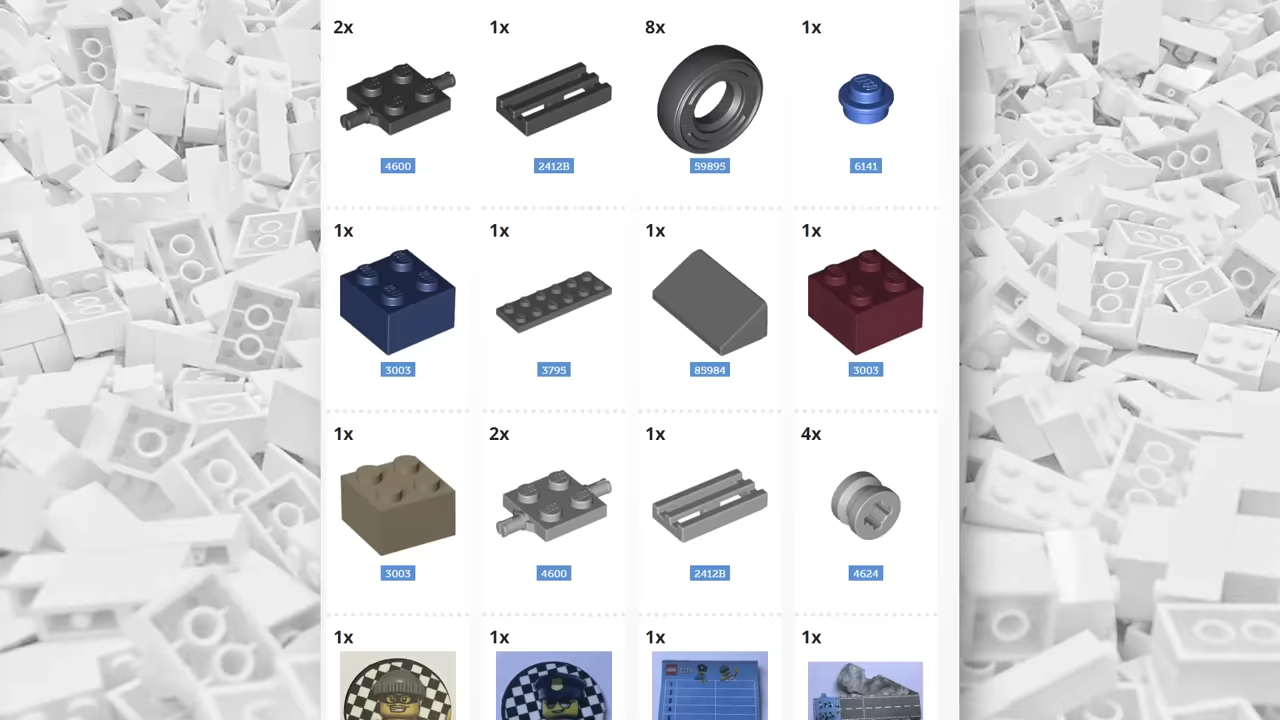 2x 1x 8x 1x
4600 2412B 59895 6141
1x 1x 1x 1x
3003 3795 85984 3003
1x 2x 1x 4x
3003 4600 2412B 4624
1x 1x 1x 1x